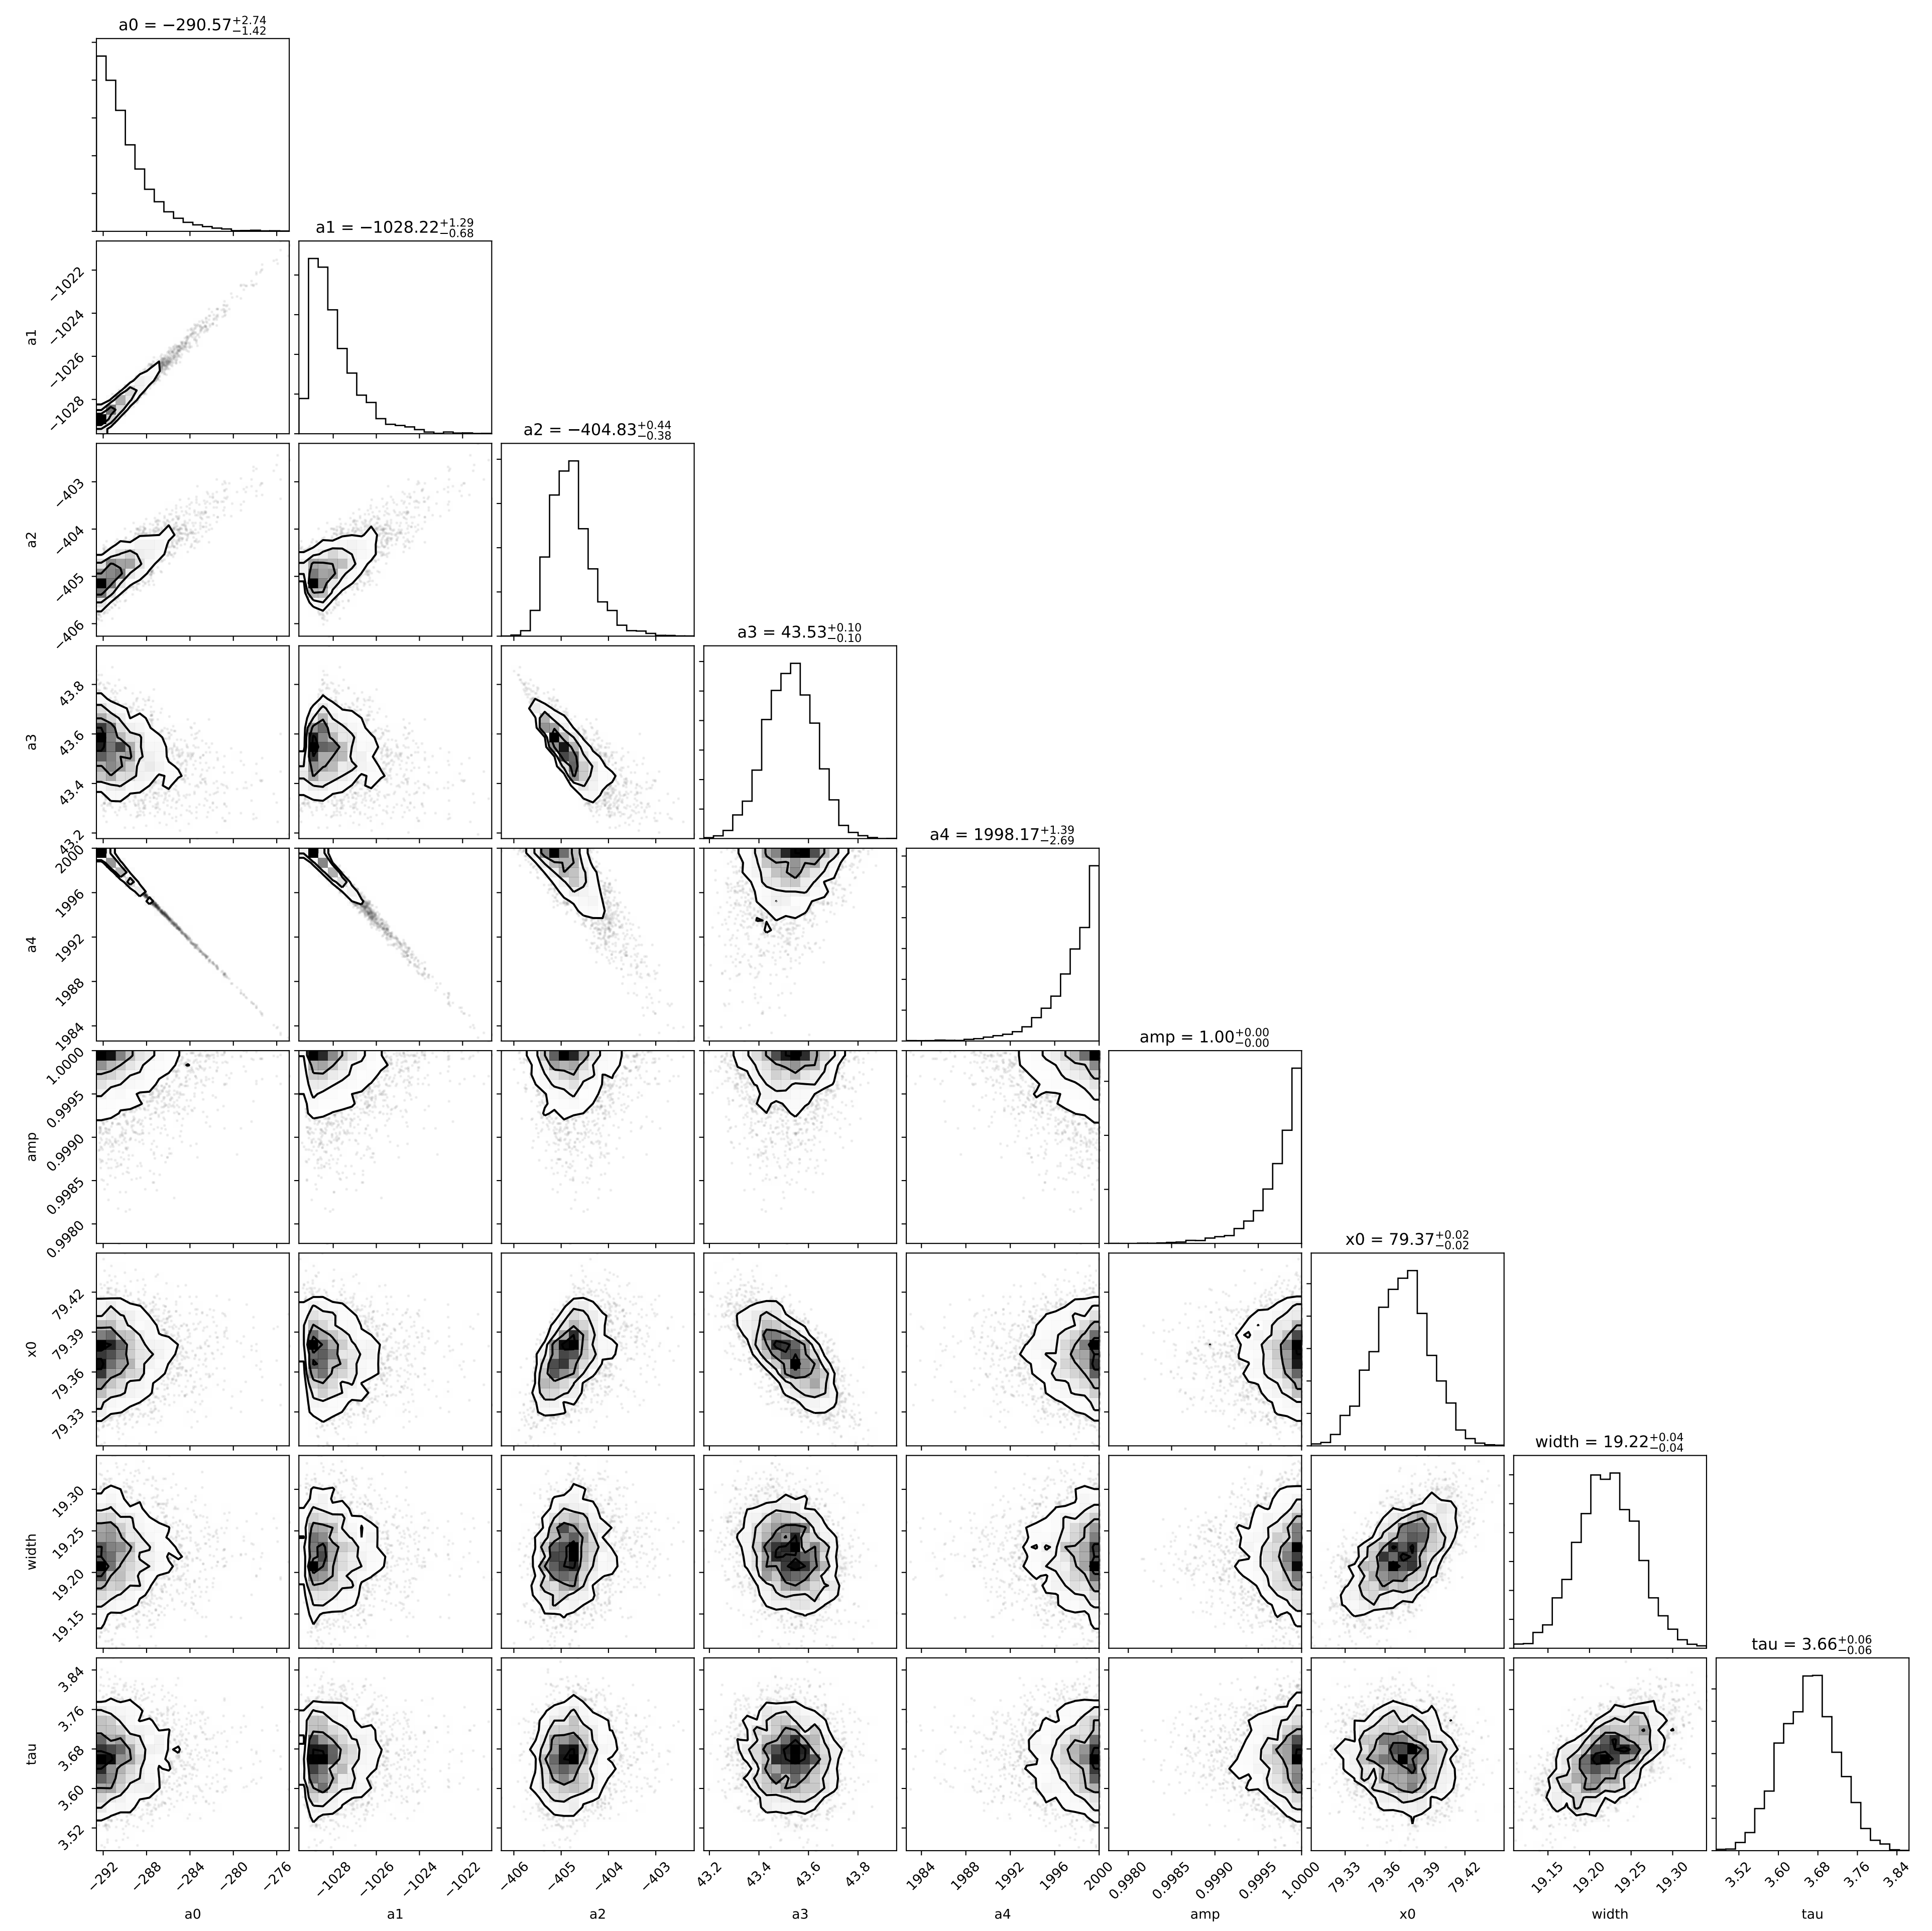 a0 = −290.57+2.74−1.42
a1 = −1028.22+1.29−0.68
−1022
−1024
−1026
−1028
a1
a2 = −404.83+0.44−0.38
−403
−404
−405
−406
a2
a3 = 43.53+0.10−0.10
43.8
43.6
43.4
43.2
a3
a4 = 1998.17+1.39−2.69
2000
1996
1992
1988
1984
a4
amp = 1.00+0.00−0.00
1.0000
0.9995
0.9990
0.9985
0.9980
amp
x0 = 79.37+0.02−0.02
79.42
79.39
79.36
79.33
x0
width = 19.22+0.04−0.04
19.30
19.25
19.20
19.15
width
tau = 3.66+0.06−0.06
3.84
3.76
3.68
3.60
3.52
tau
−292 −288 −284 −280 −276 −1028 −1026 −1024 −1022 −406 −405 −404 −403 43.2 43.4 43.6 43.8 1984 1988 1992 1996 2000 0.9980 0.9985 0.9990 0.9995 1.0000 79.33 79.36 79.39 79.42 19.15 19.20 19.25 19.30 3.52 3.60 3.68 3.76 3.84
a0 a1 a2 a3 a4 amp x0 width tau